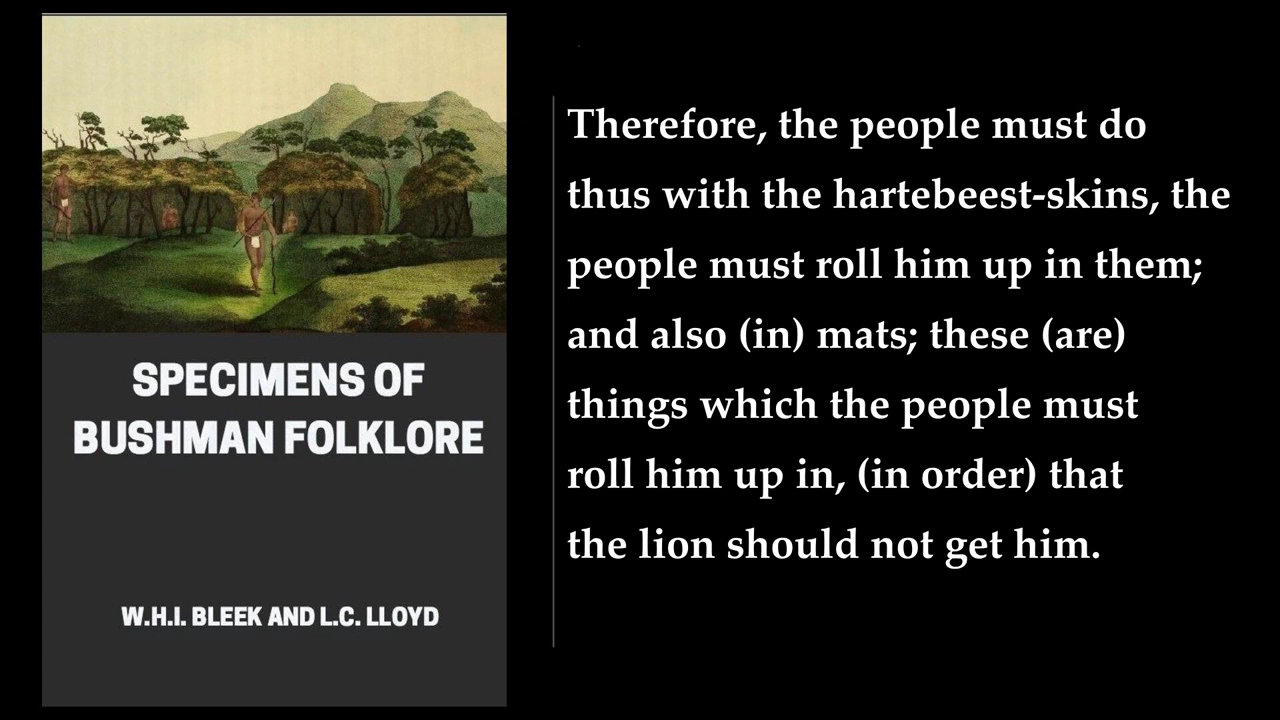 SPECIMENS OF
BUSHMAN FOLKLORE
W.H.I. BLEEK AND L.C. LLOYD
Therefore, the people must do
thus with the hartebeest-skins, the
people must roll him up in them;
and also (in) mats; these (are)
things which the people must
roll him up in, (in order) that
the lion should not get him.